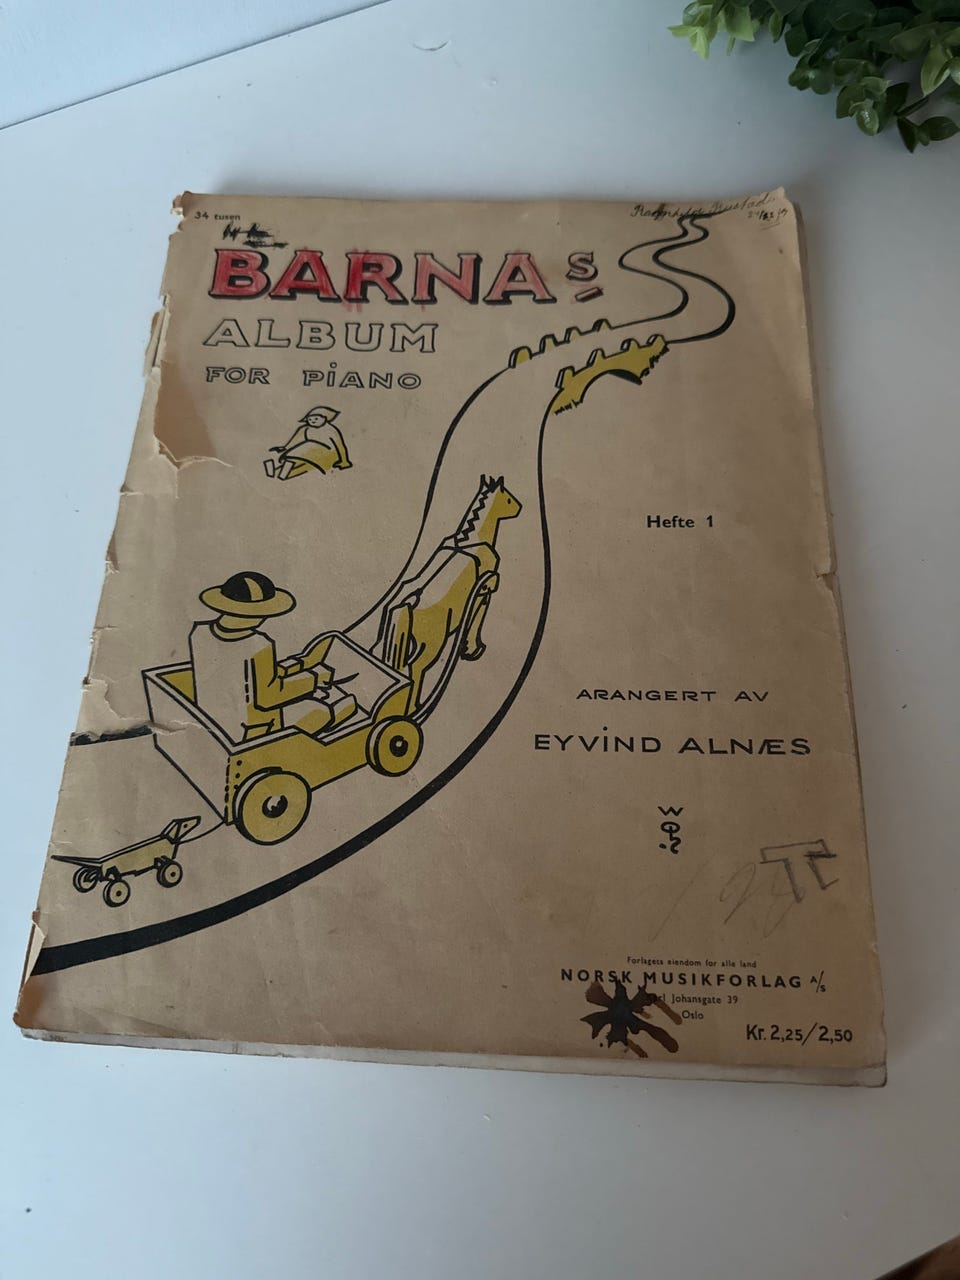 34 tusen
BARNAS
ALBUM
FOR PiANO
Hefte 1
ARANGERT AV
EYViND ALNÆS
Forlagets eiendom for alle land
NORSK MUSIKFORLAG A/S
Johansgate 39
Oslo
Kr. 2,25/2,50